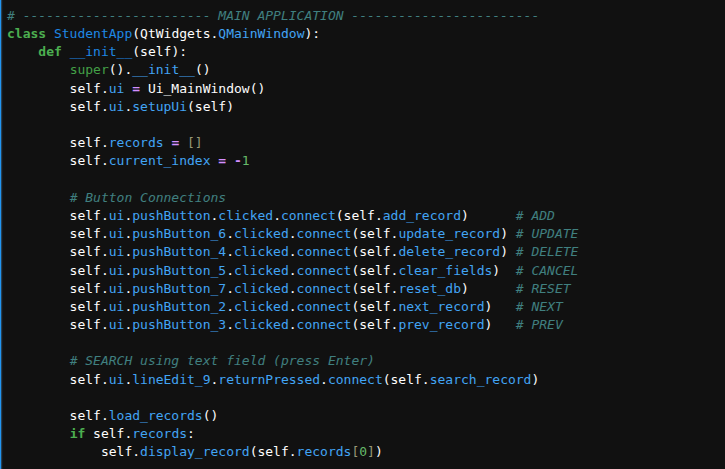 # ------------------------ MAIN APPLICATION ------------------------
class StudentApp(QtWidgets.QMainWindow):
    def __init__(self):
        super().__init__()
        self.ui = Ui_MainWindow()
        self.ui.setupUi(self)

        self.records = []
        self.current_index = -1

        # Button Connections
        self.ui.pushButton.clicked.connect(self.add_record)      # ADD
        self.ui.pushButton_6.clicked.connect(self.update_record) # UPDATE
        self.ui.pushButton_4.clicked.connect(self.delete_record) # DELETE
        self.ui.pushButton_5.clicked.connect(self.clear_fields)  # CANCEL
        self.ui.pushButton_7.clicked.connect(self.reset_db)      # RESET
        self.ui.pushButton_2.clicked.connect(self.next_record)   # NEXT
        self.ui.pushButton_3.clicked.connect(self.prev_record)   # PREV

        # SEARCH using text field (press Enter)
        self.ui.lineEdit_9.returnPressed.connect(self.search_record)

        self.load_records()
        if self.records:
            self.display_record(self.records[0])